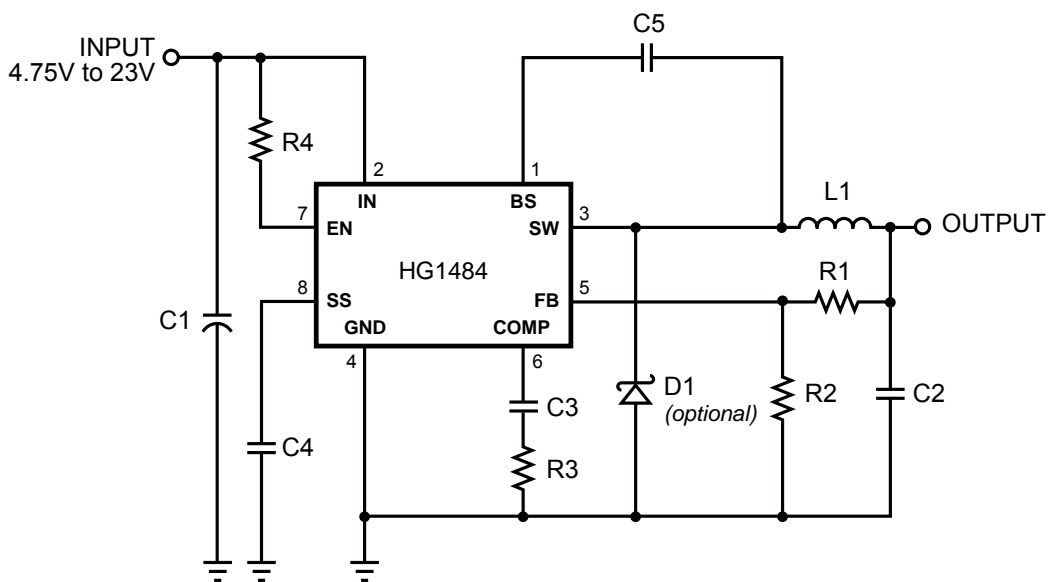 C5
INPUT
4.75V to 23V
R4
2
1
IN
BS
L1
7
EN
SW
3
OUTPUT
HG1484
R1
8
SS
FB
5
C1
GND
COMP
4
6
C3
D1
(optional)
R2
C2
C4
R3